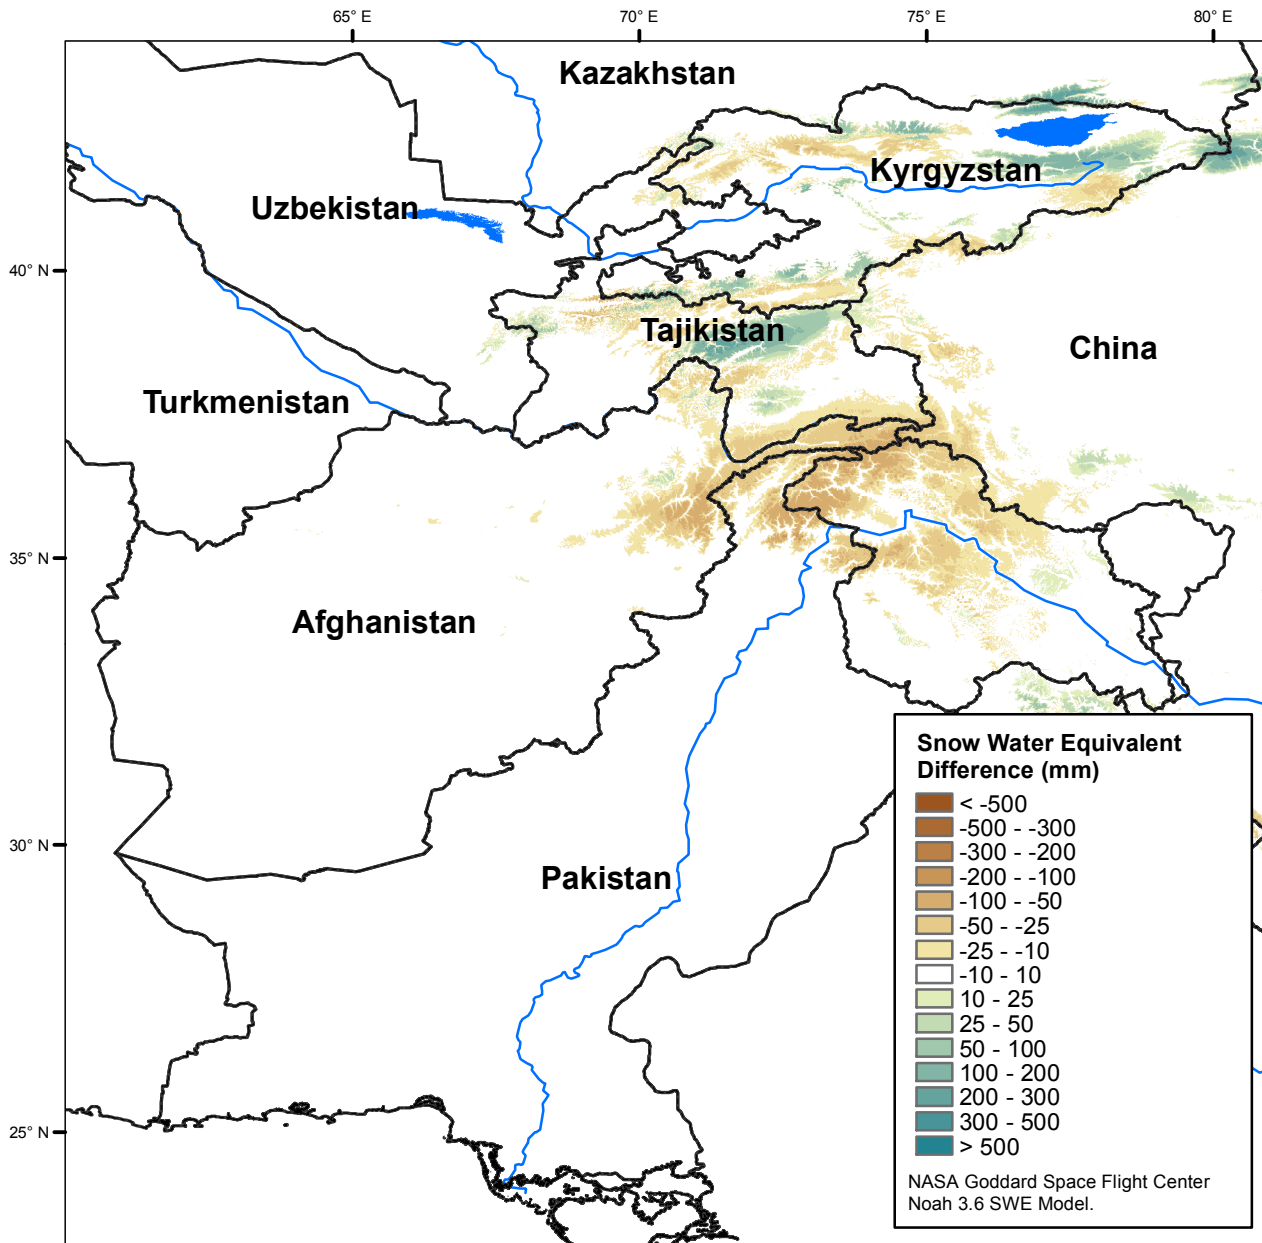 65° E
70° E
75° E
80° E
Kazakhstan
Kyrgyzstan
Uzbekistan
40° N
Tajikistan
China
Turkmenistan
35° N
Afghanistan
Snow Water Equivalent
Difference (mm)
< -500
-500 - -300
30° N
-300 - -200
Pakistan
-200 - -100
-100 - -50
-50 - -25
-25 - -10
-10 - 10
10 - 25
25 - 50
50 - 100
100 - 200
200 - 300
300 - 500
25° N
> 500
NASA Goddard Space Flight Center
Noah 3.6 SWE Model.